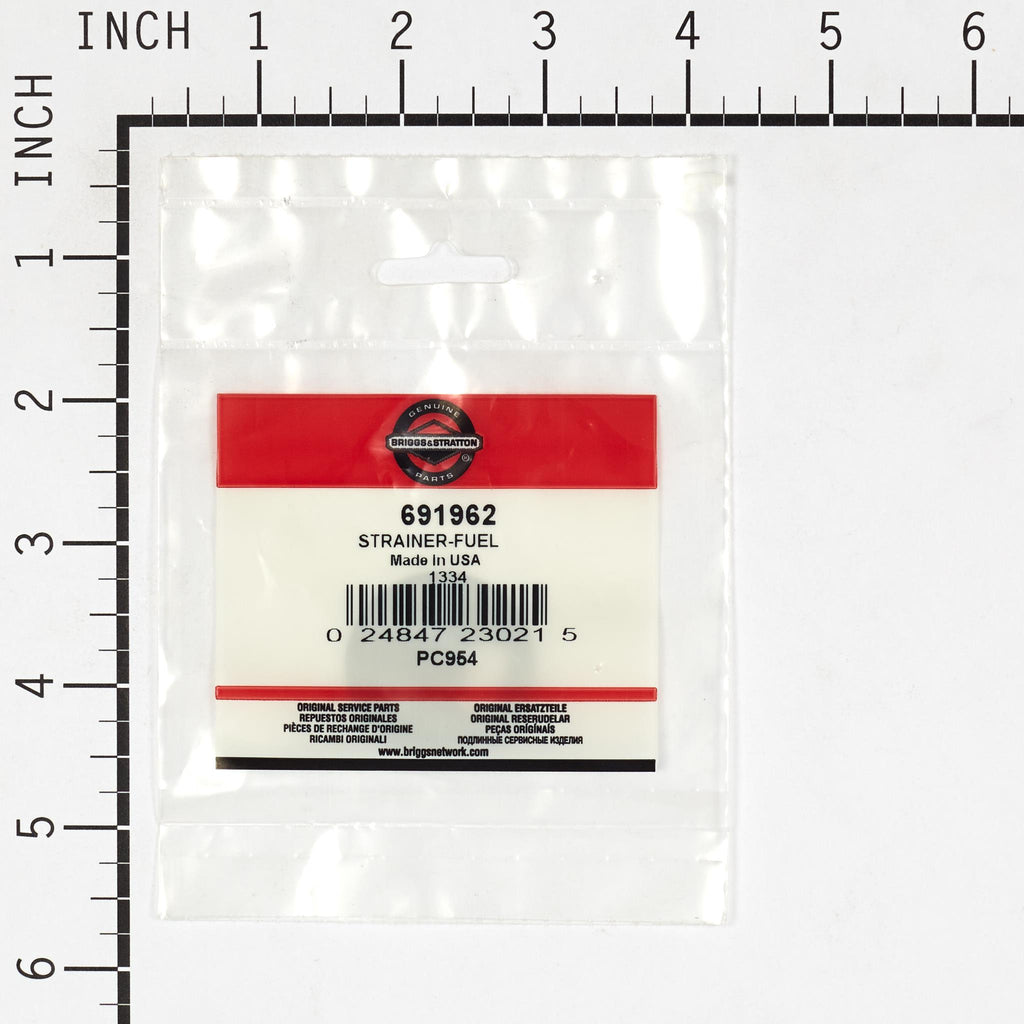 INCH 1 2 3 4 5 6
INCH
1
2
3
4
5
6
GENUINE
BRIGGS&STRATTON
®
PARTS
691962
STRAINER-FUEL
Made in USA
1334
0 24847 23021 5
PC954
ORIGINAL SERVICE PARTS
REPUESTOS ORIGINALES
PIÈCES DE RECHANGE D'ORIGINE
RICAMBI ORIGINALI
ORIGINAL ERSATZTEILE
ORIGINAL RESERUDELAR
PEÇAS ORIGÍNAIS
ПОДЛИННЫЕ СЕРВИСНЫЕ ИЗДЕЛИЯ
www.briggsnetwork.com